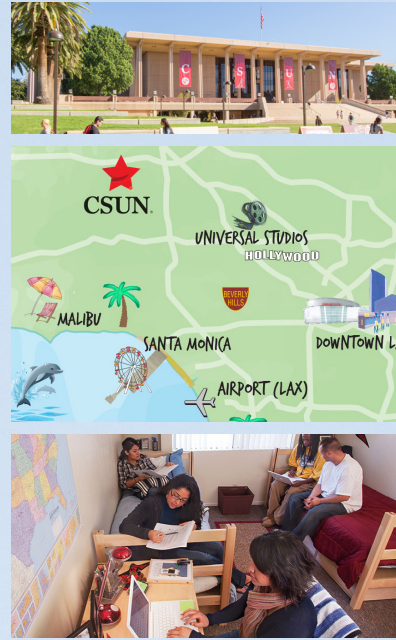 C S U N
CSUN
UNIVERSAL STUDIOS
HOLLYWOOD
BEVERLY
HILLS
MALIBU
SANTA MONICA
DOWNTOWN L
AIRPORT (LAX)